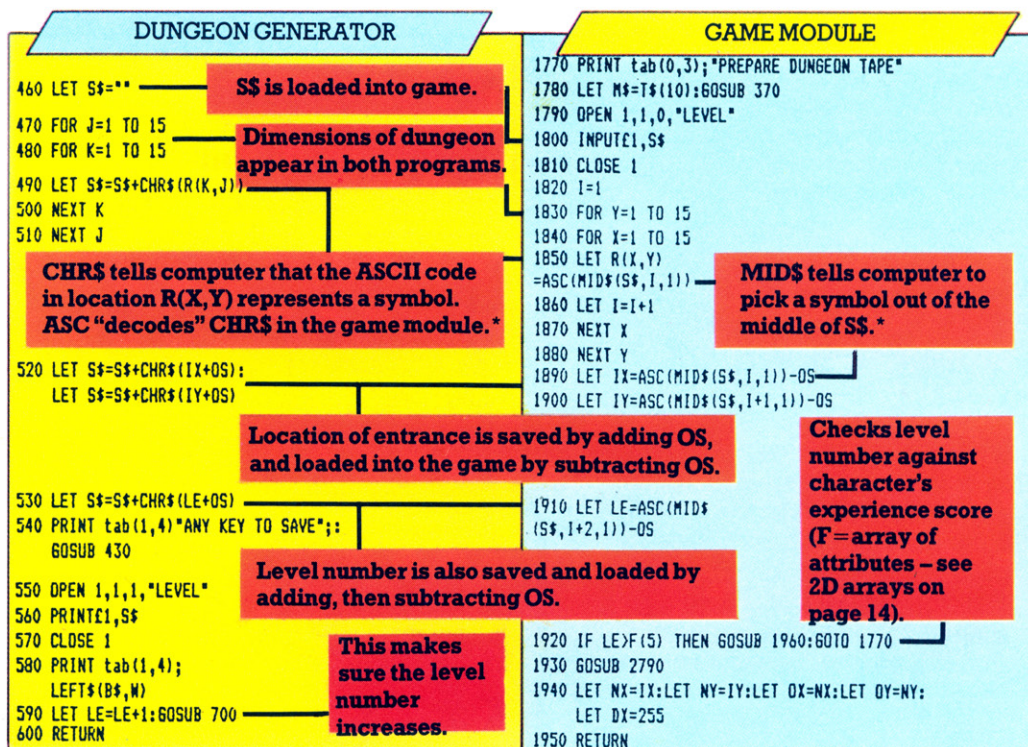 DUNGEON GENERATOR
460 LET S$=""
S$ is loaded into game.
470 FOR J=1 TO 15
480 FOR K=1 TO 15
Dimensions of dungeon
appear in both programs.
490 LET S$=S$+CHR$(R(K,J))
500 NEXT K
510 NEXT J
CHR$ tells computer that the ASCII code
in location R(X,Y) represents a symbol.
ASC “decodes” CHR$ in the game module.*
520 LET S$=S$+CHR$(IX+OS):
LET S$=S$+CHR$(IY+OS)
Location of entrance is saved by adding OS,
and loaded into the game by subtracting OS.
530 LET S$=S$+CHR$(LE+OS)
540 PRINT tab(1,4)"ANY KEY TO SAVE";:
GOSUB 430
Level number is also saved and loaded by
adding, then subtracting OS.
550 OPEN 1,1,1,"LEVEL"
560 PRINT£1,S$
570 CLOSE 1
580 PRINT tab(1,4);
LEFT$(B$,W)
590 LET LE=LE+1:GOSUB 700
600 RETURN
This makes
sure the level
number
increases.
GAME MODULE
1770 PRINT tab(0,3);"PREPARE DUNGEON TAPE"
1780 LET M$=T$(10):GOSUB 370
1790 OPEN 1,1,0,"LEVEL"
1800 INPUT£1,S$
1810 CLOSE 1
1820 I=1
1830 FOR Y=1 TO 15
1840 FOR X=1 TO 15
1850 LET R(X,Y)
=ASC(MID$(S$,I,1))
1860 LET I=I+1
1870 NEXT X
1880 NEXT Y
MID$ tells computer to
pick a symbol out of the
middle of S$.*
1890 LET IX=ASC(MID$(S$,I,1))-OS
1900 LET IY=ASC(MID$(S$,I+1,1))-OS
1910 LET LE=ASC(MID$
(S$,I+2,1))-OS
Checks level
number against
character's
experience score
(F=array of
attributes – see
2D arrays on
page 14).
1920 IF LE>F(5) THEN GOSUB 1960:GOTO 1770
1930 GOSUB 2790
1940 LET NX=IX:LET NY=IY:LET OX=NX:LET OY=NY:
LET DX=255
1950 RETURN